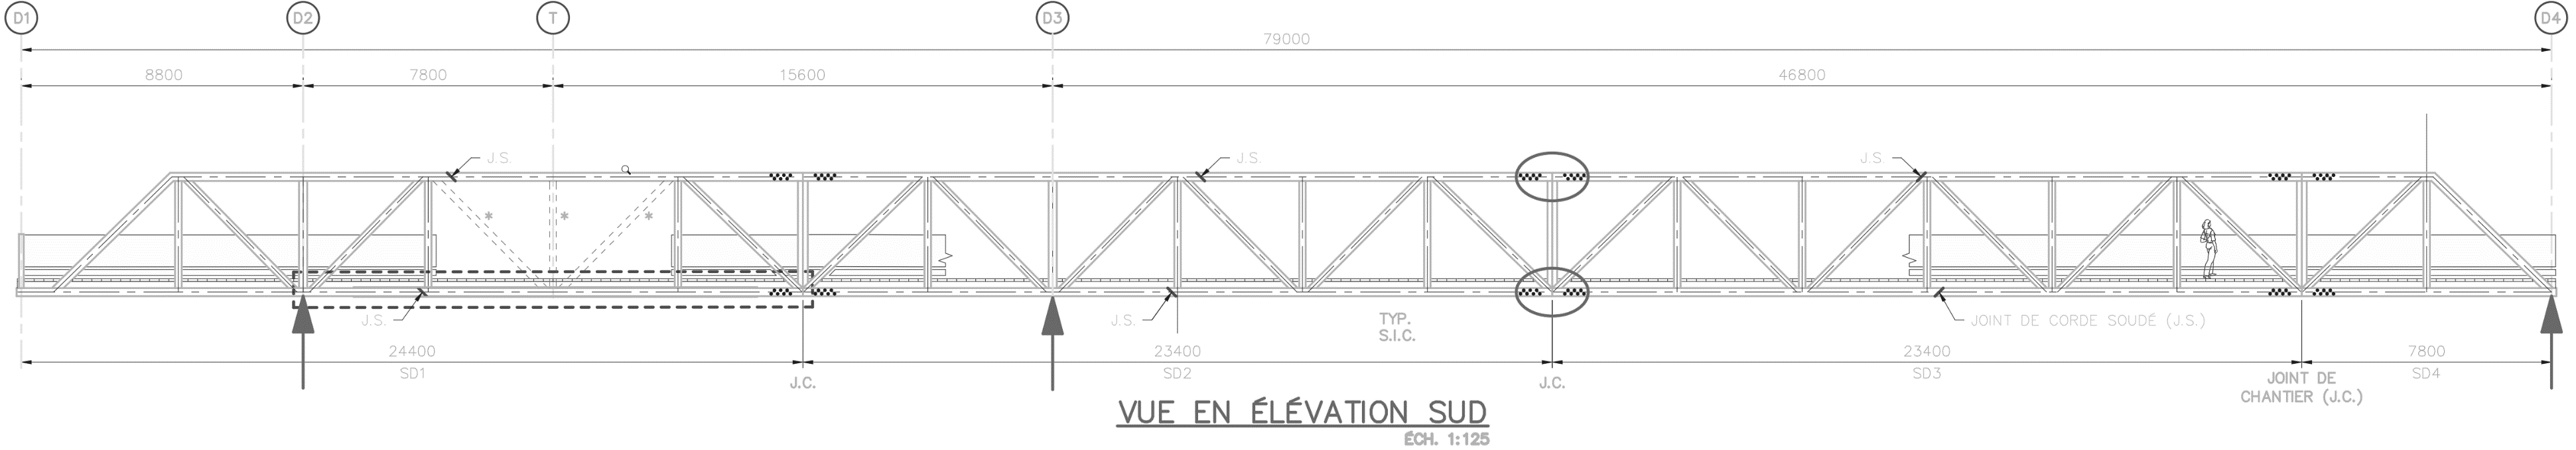 D1 D2 T D3 D4
79000
8800 7800 15600 46800
J.S. J.S. J.S
* * *
J.S. J.S. TYP. JOINT DE CORDE SOUDÉ (J.S.)
S.I.C.
24400 23400 23400 7800
SD1 SD2 SD3 SD4
J.C. J.C. JOINT DE
CHANTIER (J.C.)
VUE EN ÉLÉVATION SUD
ÉCH. 1:125